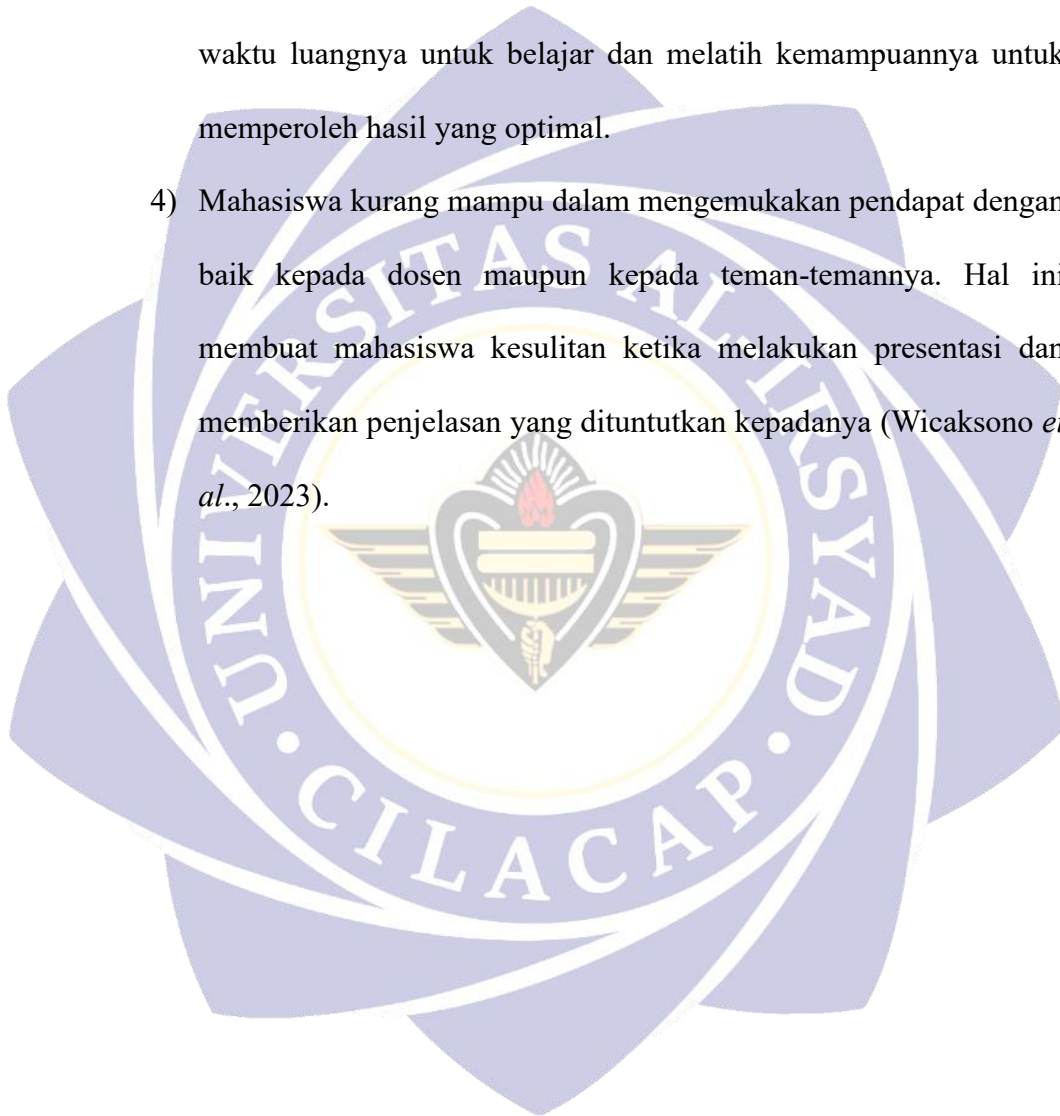 waktu luangnya untuk belajar dan melatih kemampuannya untuk
memperoleh hasil yang optimal.
4) Mahasiswa kurang mampu dalam mengemukakan pendapat dengan
baik kepada dosen maupun kepada teman-temannya. Hal ini
membuat mahasiswa kesulitan ketika melakukan presentasi dan
memberikan penjelasan yang dituntutkan kepadanya (Wicaksono et
al., 2023).
UNIVERSITAS AL-IRSYAD
• CILACAP •